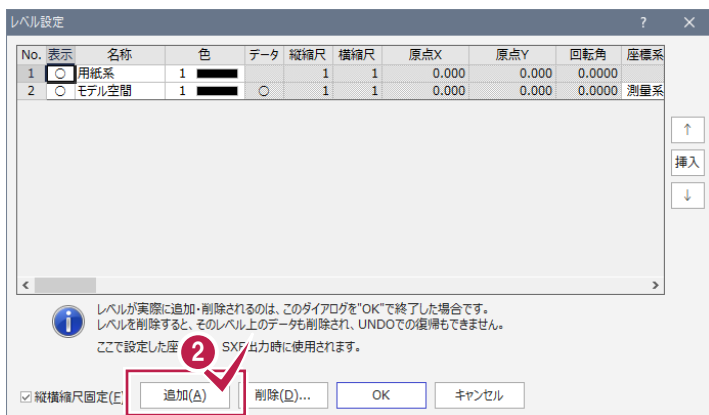 レベル設定 ? ×
No. 表示 名称 色 データ 縦縮尺 横縮尺 原点X 原点Y 回転角 座標系
1 ○ 用紙系 1 1 1 0.000 0.000 0.0000
2 ○ モデル空間 1 ○ 1 1 0.000 0.000 0.0000 測量系
↑
挿入
↓
< >
レベルが実際に追加・削除されるのは、このダイアログを"OK"で終了した場合です。
レベルを削除すると、そのレベル上のデータも削除され、UNDOでの復帰もできません。
ここで設定した座 SXF出力時に使用されます。
2
縦横縮尺固定(F) 追加(A) 削除(D)... OK キャンセル